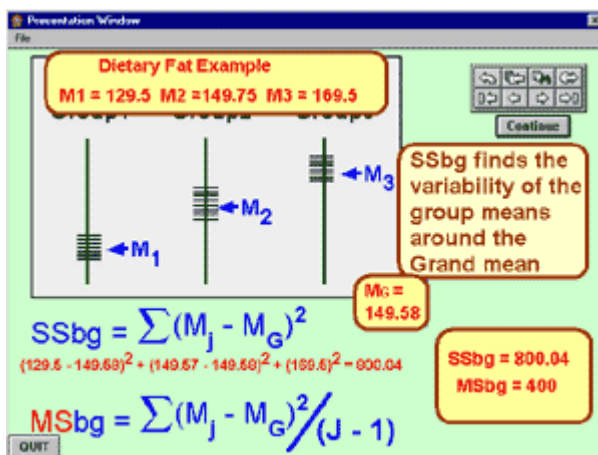 Presentation Window
File
Dietary Fat Example
M1 = 129.5 M2 =149.75 M3 = 169.5
Continue
SSbg finds the
variability of the
group means
around the
Grand mean
M3
M2
M1
MG =
149.58
SSbg = ∑(Mj - MG)2
(129.5 - 149.58)2 + (149.57 - 149.58)2 + (169.5)2 = 800.04
SSbg = 800.04
MSbg = 400
MSbg = ∑(Mj - MG)2/(J - 1)
QUIT